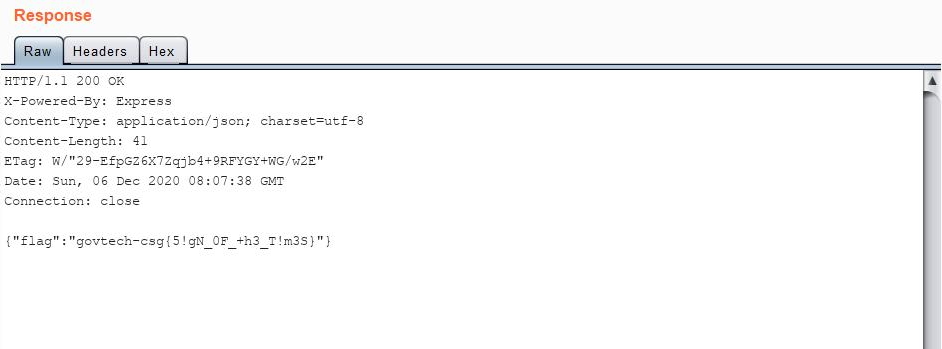 Response
Raw Headers Hex
HTTP/1.1 200 OK
X-Powered-By: Express
Content-Type: application/json; charset=utf-8
Content-Length: 41
ETag: W/"29-EfpGZ6X7Zqjb4+9RFYGY+WG/w2E"
Date: Sun, 06 Dec 2020 08:07:38 GMT
Connection: close
{"flag":"govtech-csg{5!gN_0F_+h3_T!m3S}"}